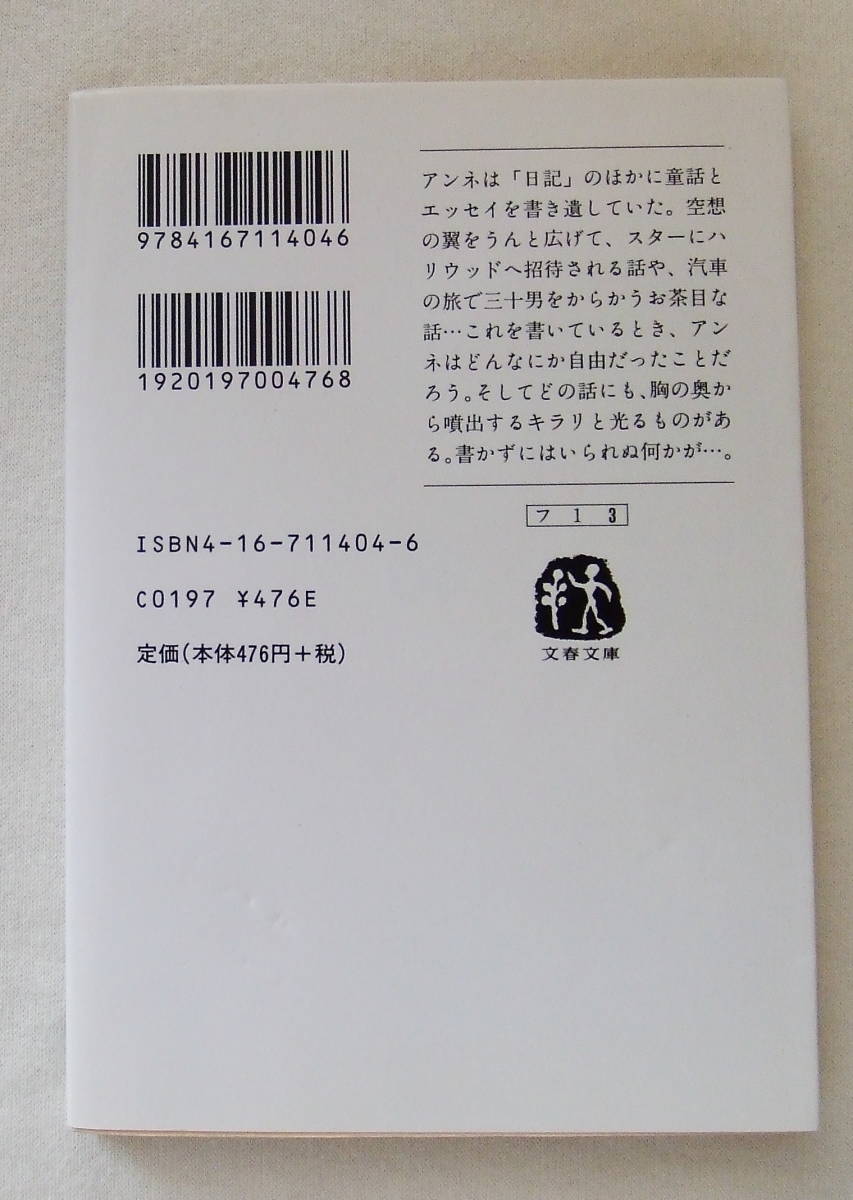 9784167114046
1920197004768
ISBN4-16-711404-6
C0197 ¥476E
定価(本体476円+税)
アンネは「日記」のほかに童話と
エッセイを書き遺していた。空想
の翼をうんと広げて、スターにハ
リウッドへ招待される話や、汽車
の旅で三十男をからかうお茶目な
話…これを書いているとき、アン
ネはどんなにか自由だったことだ
ろう。そしてどの話にも、胸の奥か
ら噴出するキラリと光るものがあ
る。書かずにはいられぬ何かが…。
フ 1 3
文春文庫